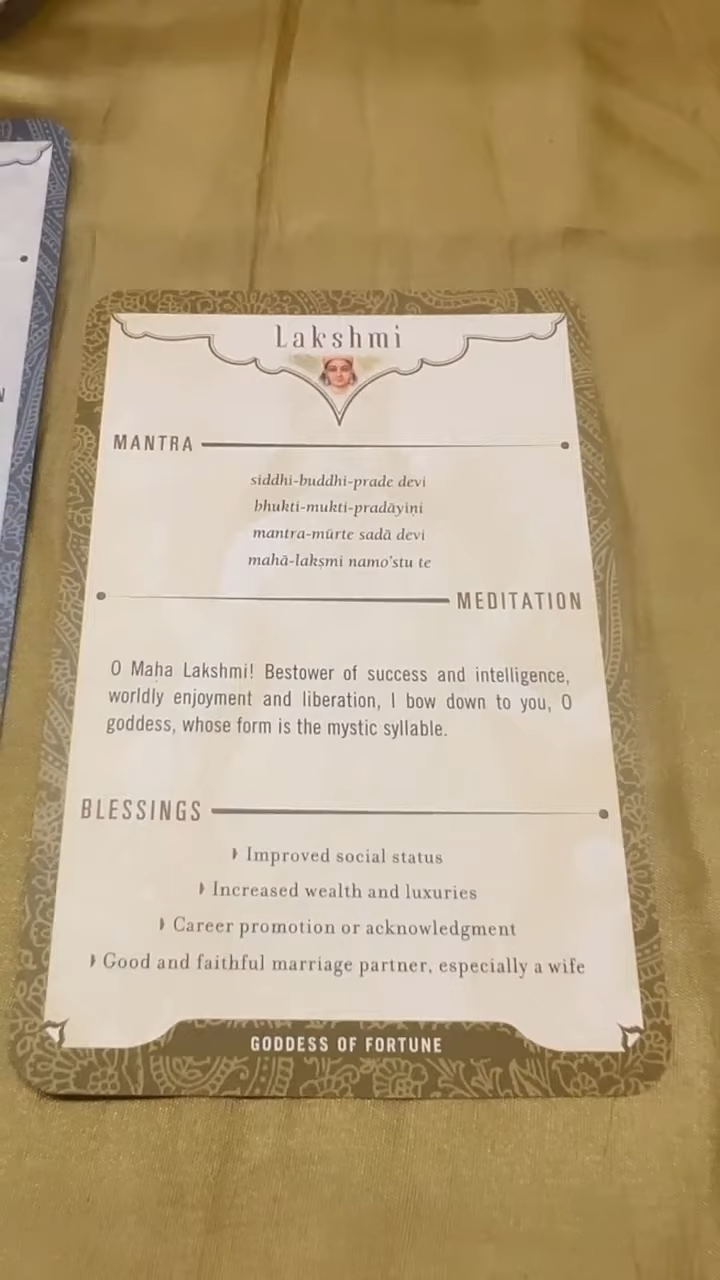 Lakshmi
MANTRA
siddhi-buddhi-prade devi
bhukti-mukti-pradāyiṇi
mantra-mūrte sadā devi
mahā-lakṣmi namo'stu te
MEDITATION
O Maha Lakshmi! Bestower of success and intelligence,
worldly enjoyment and liberation, I bow down to you, O
goddess, whose form is the mystic syllable.
BLESSINGS
Improved social status
Increased wealth and luxuries
Career promotion or acknowledgment
Good and faithful marriage partner, especially a wife
GODDESS OF FORTUNE